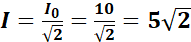 I = I₀/√2 = 10/√2 = 5√2